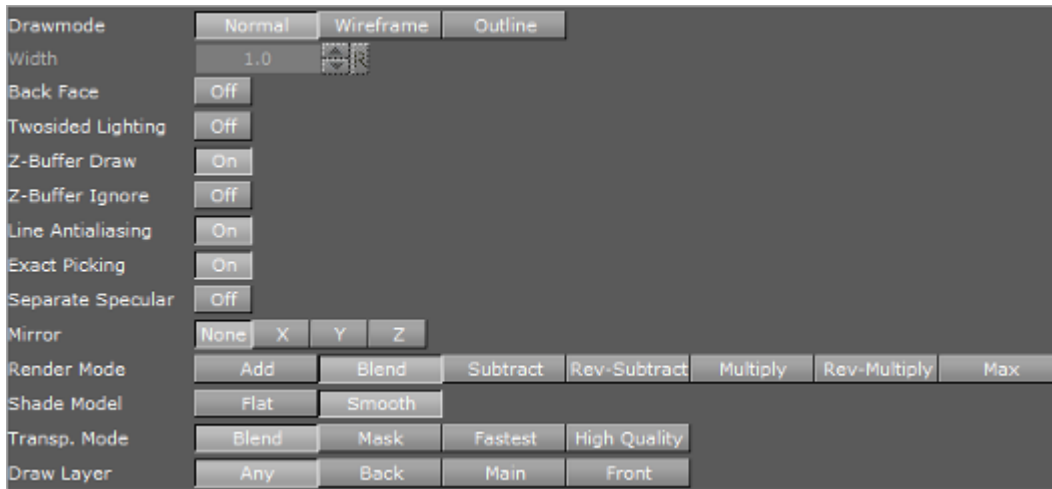 Drawmode Normal Wireframe Outline
Width 1.0 R
Back Face Off
Twosided Lighting Off
Z-Buffer Draw On
Z-Buffer Ignore Off
Line Antialiasing On
Exact Picking On
Separate Specular Off
Mirror None X Y Z
Render Mode Add Blend Subtract Rev-Subtract Multiply Rev-Multiply Max
Shade Model Flat Smooth
Transp. Mode Blend Mask Fastest High Quality
Draw Layer Any Back Main Front